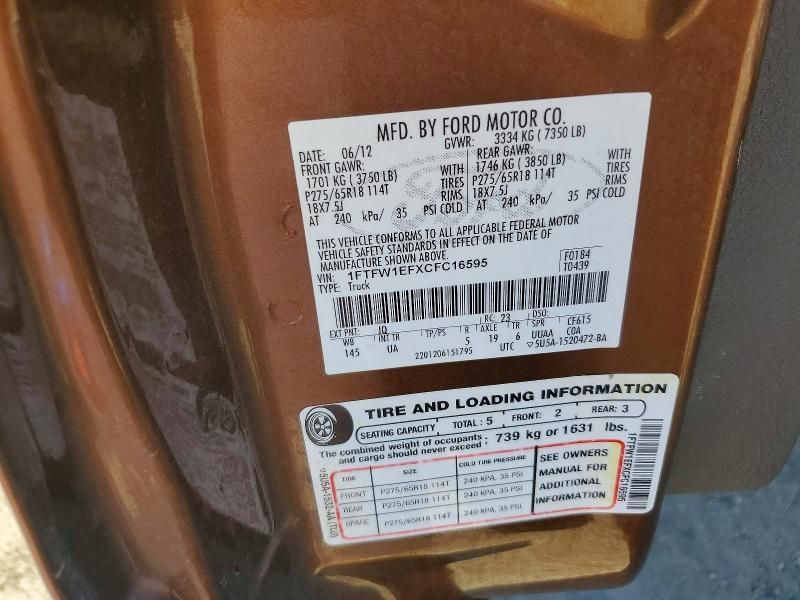 MFD. BY FORD MOTOR CO.
DATE: 06/12 GVWR: 3334 KG ( 7350 LB)
FRONT GAWR: WITH REAR GAWR: WITH
1701 KG ( 3750 LB) TIRES 1746 KG ( 3850 LB) TIRES
P275/65R18 114T RIMS P275/65R18 114T RIMS
18X7.5J 18X7.5J
AT 240 kPa/ 35 PSI COLD AT 240 kPa/ 35 PSI COLD
THIS VEHICLE CONFORMS TO ALL APPLICABLE FEDERAL MOTOR
VEHICLE SAFETY STANDARDS IN EFFECT ON THE DATE OF
MANUFACTURE SHOWN ABOVE.
VIN: 1FTFW1EFXCFC16595 F0184
TYPE: Truck T0439
EXT PNT: JQ RC: 23 DSO:
WB INT TR TP/PS R AXLE TR SPR CF615
145 UA 5 19 6 UUAA COA
2201206151795 UTC ▽5U5A-1520472-BA
TIRE AND LOADING INFORMATION
SEATING CAPACITY TOTAL: 5 FRONT: 2 REAR: 3
The combined weight of occupants and cargo should never exceed : 739 kg or 1631 lbs.
TIRE SIZE COLD TIRE PRESSURE
FRONT P275/65R18 114T 240 KPA, 35 PSI
REAR P275/65R18 114T 240 KPA, 35 PSI
SPARE P275/65R18 114T 240 KPA, 35 PSI
SEE OWNERS
MANUAL FOR
ADDITIONAL
INFORMATION
▽5U5A-1532-AA (TU)
1FTFW1EFXCFC16595